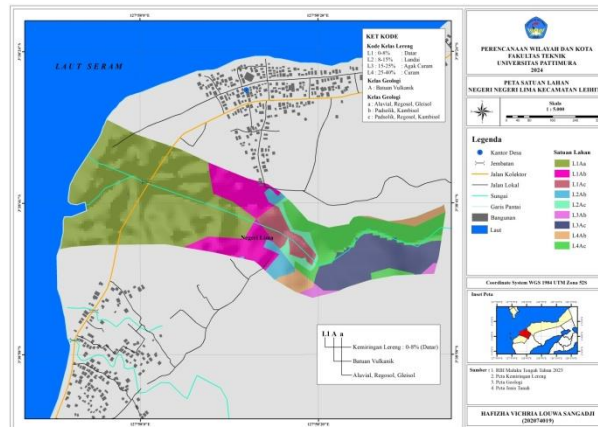 LAUT SERAM
KET KODE
Kode Kelas Lereng
L1 : 0-8% : Datar
L2 : 8-15% : Landai
L3 : 15-25% : Agak Curam
L4 : 25-40% : Curam
Kelas Geologi
A : Batuan Vulkanik
Kelas Geologi
a : Aluvial, Regosol, Gleisol
b : Podsolik, Kambisol
c : Podsolik, Regosol, Kambisol
Negeri Lima
L1 A a
Kemiringan Lereng : 0-8% (Datar)
Batuan Vulkanik
Aluvial, Regosol, Gleisol
PERENCANAAN WILAYAH DAN KOTA
FAKULTAS TEKNIK
UNIVERSITAS PATTIMURA
2024
PETA SATUAN LAHAN
NEGERI NEGERI LIMA KECAMATAN LEIHITU
Skala
1 : 5.000
Legenda
Kantor Desa
Jembatan
Jalan Kolektor
Jalan Lokal
Sungai
Garis Pantai
Bangunan
Laut
Satuan Lahan
L1Aa
L1Ab
L1Ac
L2Ab
L2Ac
L3Ab
L3Ac
L4Ab
L4Ac
Coordinate System WGS 1984 UTM Zona 52S
Inset Peta
Sumber : 1. RBI Maluku Tengah Tahun 2023
2. Peta Kemiringan Lereng
3. Peta Geologi
4. Peta Jenis Tanah
HAFIZHA VICHRIA LOUWA SANGADJI
(202074019)